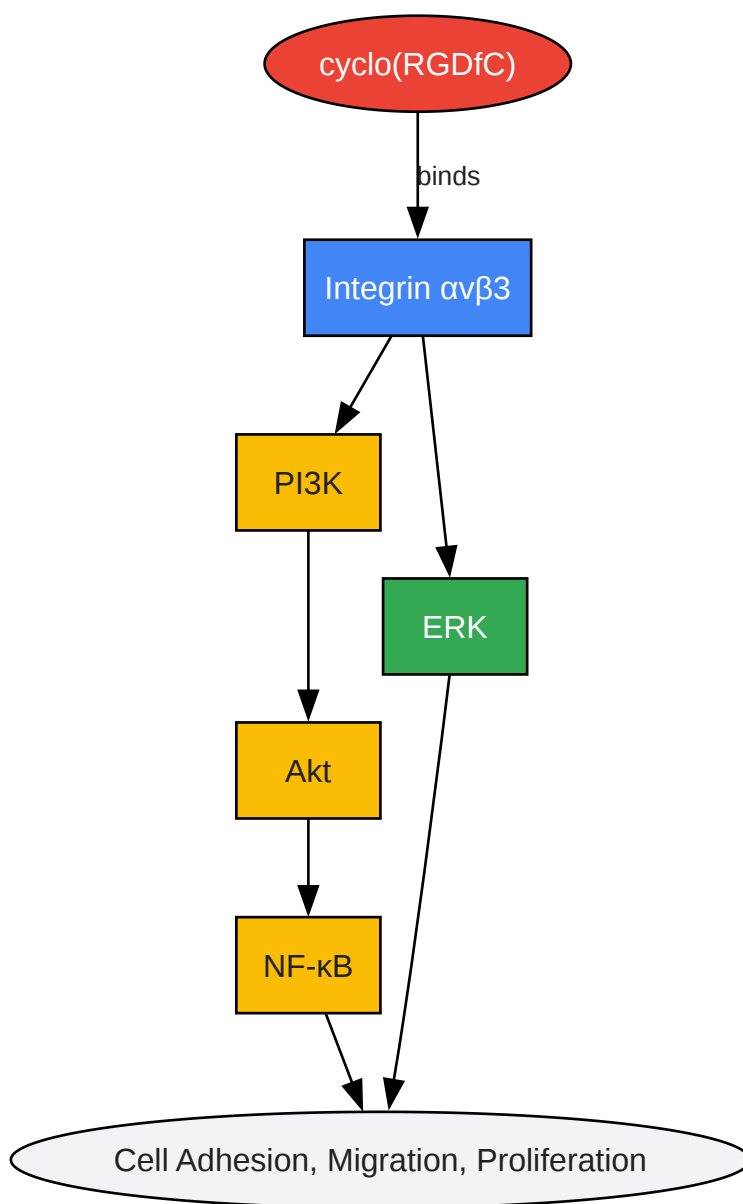 cyclo(RGDfC)
binds
Integrin αvβ3
PI3K
ERK
Akt
NF-κB
Cell Adhesion, Migration, Proliferation